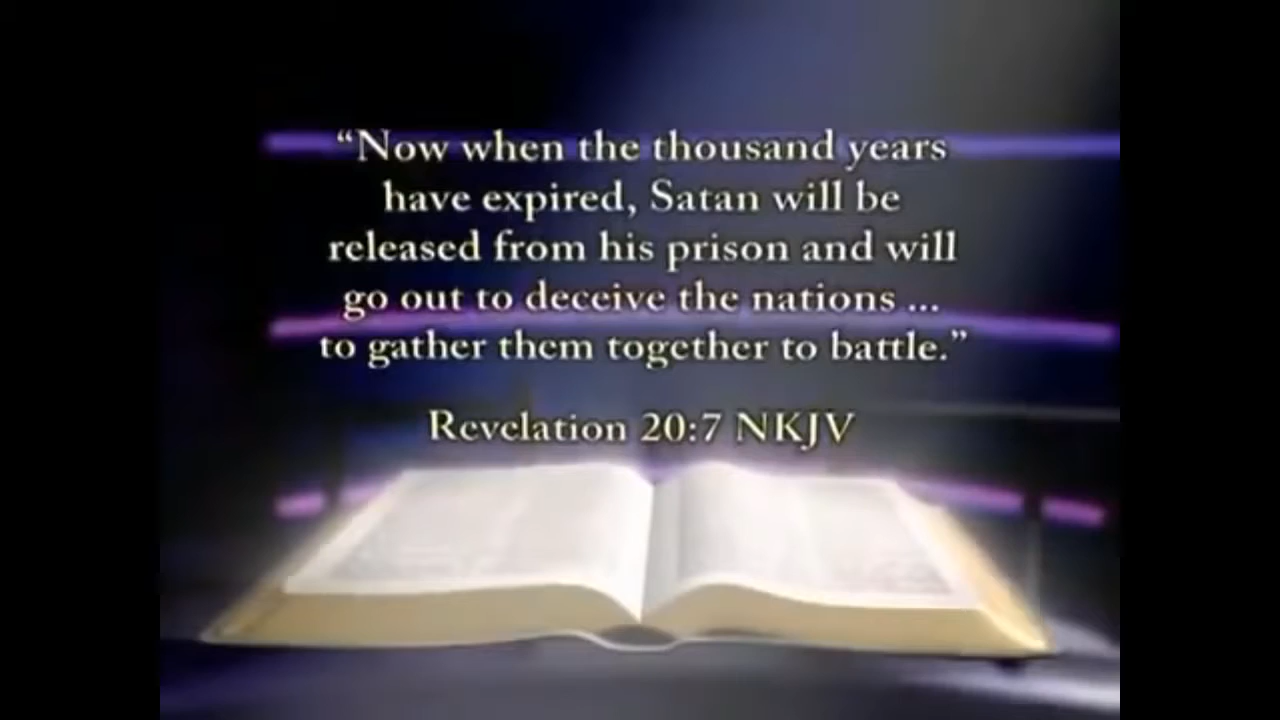 “Now when the thousand years
have expired, Satan will be
released from his prison and will
go out to deceive the nations ...
to gather them together to battle.”
Revelation 20:7 NKJV